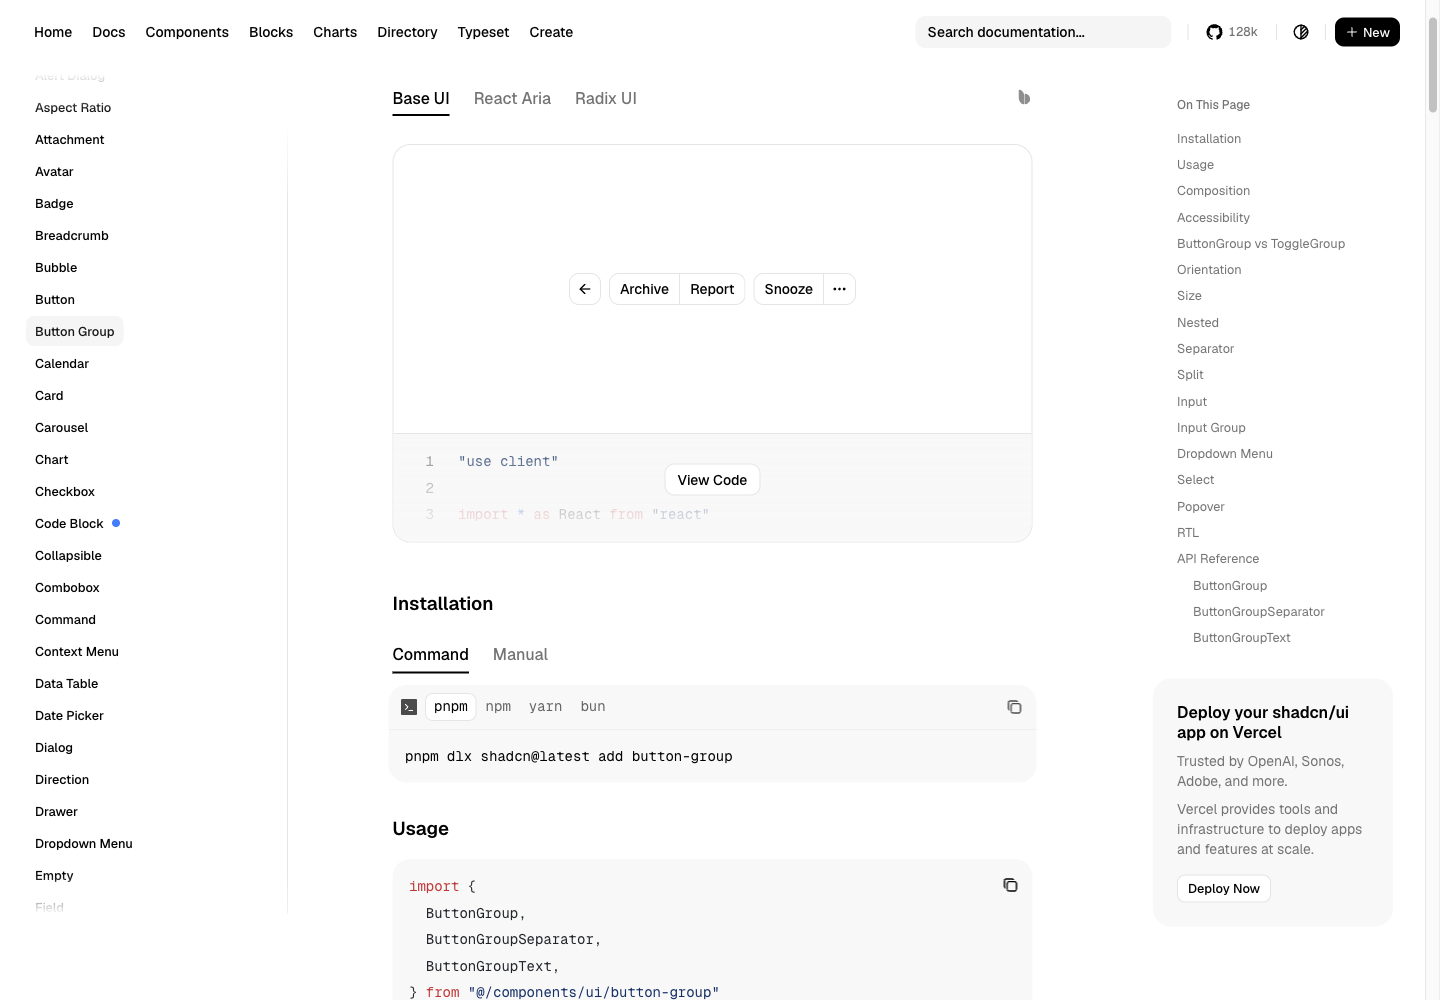 Home Docs Components Blocks Charts Directory Typeset Create
Search documentation...
128k
New
Alert Dialog
Aspect Ratio
Attachment
Avatar
Badge
Breadcrumb
Bubble
Button
Button Group
Calendar
Card
Carousel
Chart
Checkbox
Code Block
Collapsible
Combobox
Command
Context Menu
Data Table
Date Picker
Dialog
Direction
Drawer
Dropdown Menu
Empty
Field
Base UI React Aria Radix UI
Archive Report Snooze
1 "use client"
2
3 import * as React from "react"
View Code
Installation
Command Manual
pnpm npm yarn bun
pnpm dlx shadcn@latest add button-group
Usage
import {
ButtonGroup,
ButtonGroupSeparator,
ButtonGroupText,
} from "@/components/ui/button-group"
On This Page
Installation
Usage
Composition
Accessibility
ButtonGroup vs ToggleGroup
Orientation
Size
Nested
Separator
Split
Input
Input Group
Dropdown Menu
Select
Popover
RTL
API Reference
ButtonGroup
ButtonGroupSeparator
ButtonGroupText
Deploy your shadcn/ui
app on Vercel
Trusted by OpenAI, Sonos,
Adobe, and more.
Vercel provides tools and
infrastructure to deploy apps
and features at scale.
Deploy Now